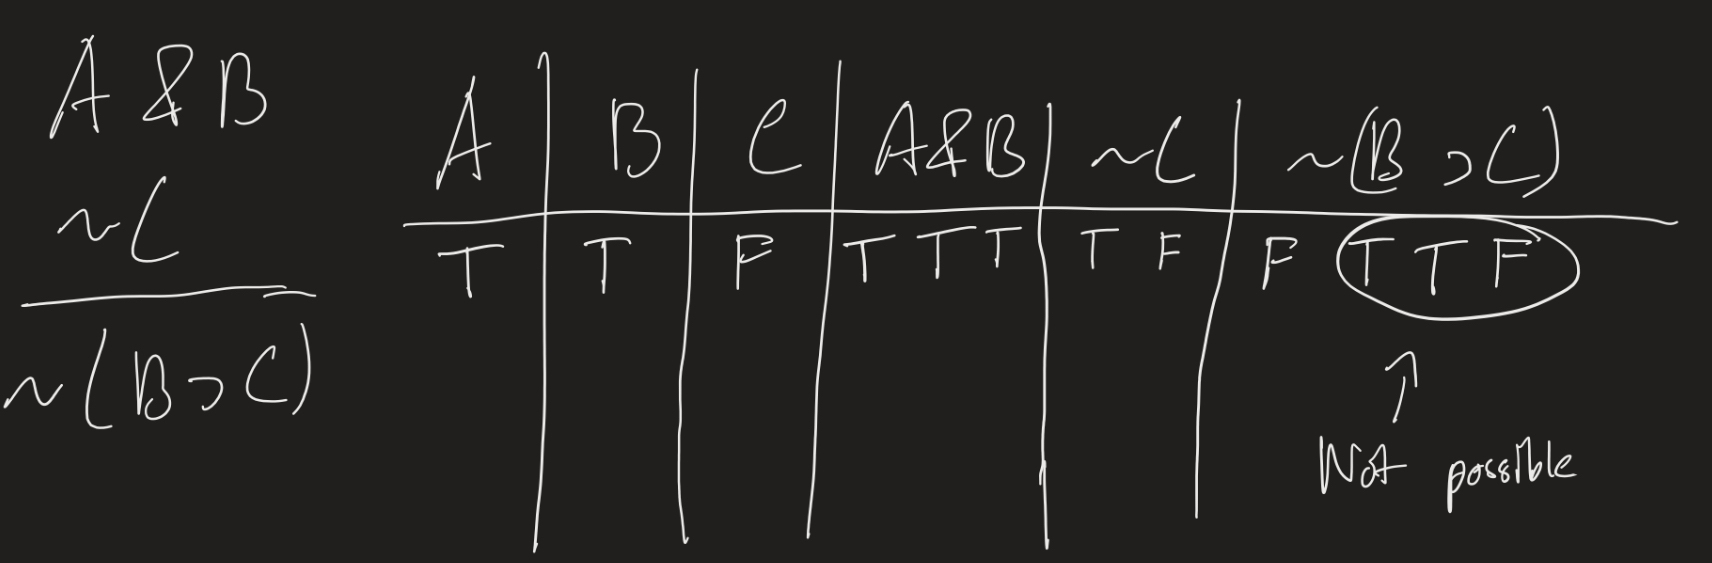 A & B
~C
~(B ⊃ C)
A B C A&B ~C ~(B ⊃ C)
T T F T T T T F F T T F
Not possible